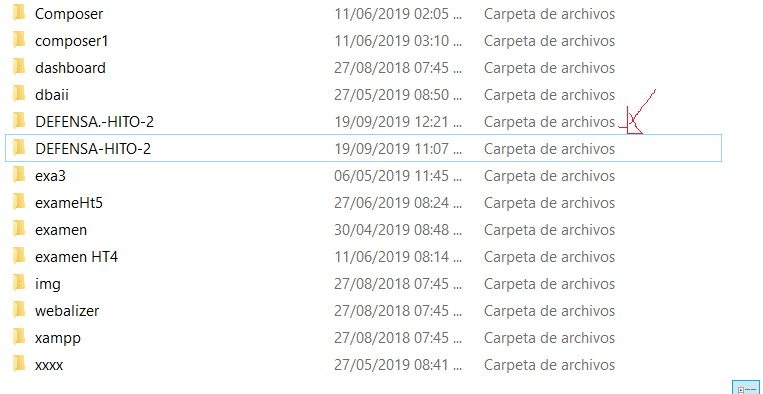 Composer 11/06/2019 02:05 ... Carpeta de archivos
composer1 11/06/2019 03:10 ... Carpeta de archivos
dashboard 27/08/2018 07:45 ... Carpeta de archivos
dbaii 27/05/2019 08:50 ... Carpeta de archivos
DEFENSA.-HITO-2 19/09/2019 12:21 ... Carpeta de archivos
DEFENSA-HITO-2 19/09/2019 11:07 ... Carpeta de archivos
exa3 06/05/2019 11:45 ... Carpeta de archivos
exameHt5 27/06/2019 08:24 ... Carpeta de archivos
examen 30/04/2019 08:48 ... Carpeta de archivos
examen HT4 11/06/2019 08:14 ... Carpeta de archivos
img 27/08/2018 07:45 ... Carpeta de archivos
webalizer 27/08/2018 07:45 ... Carpeta de archivos
xampp 27/08/2018 07:45 ... Carpeta de archivos
xxxx 27/05/2019 08:41 ... Carpeta de archivos